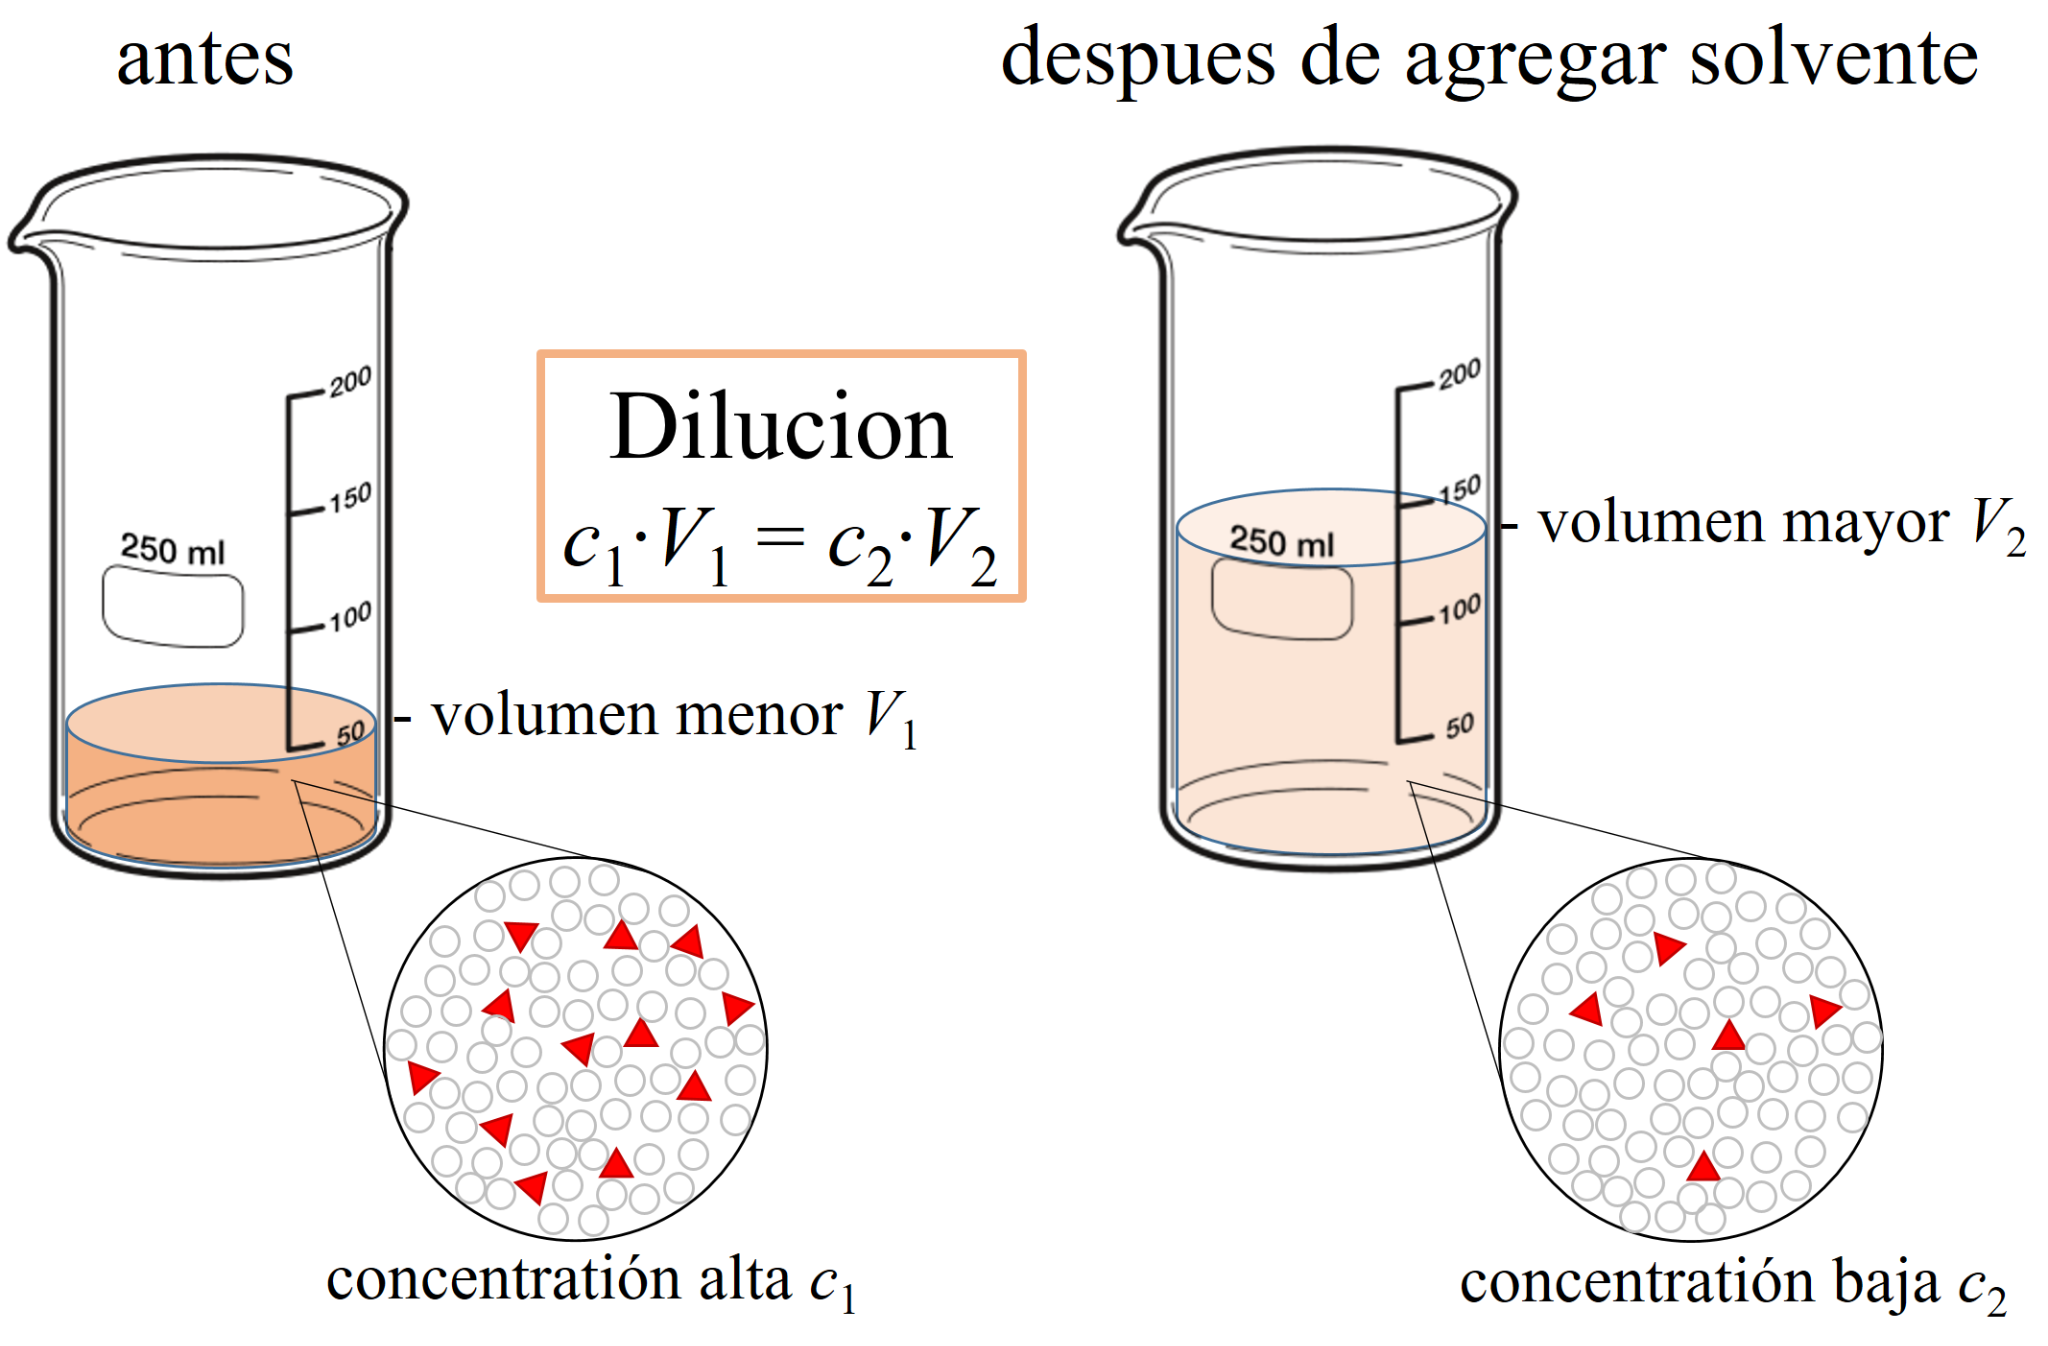 antes
despues de agregar solvente
200
150
250 ml
100
50
- volumen menor V₁
Dilucion
c₁·V₁ = c₂·V₂
200
150
250 ml
100
50
- volumen mayor V₂
concentratión alta c₁
concentratión baja c₂